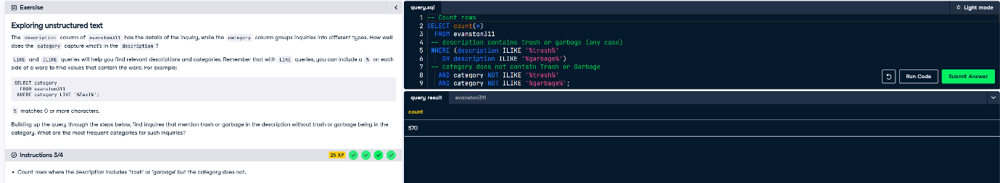 Exercise
Exploring unstructured text
The description column of evanston311 has the details of the inquiry, while the category column groups inquiries into different types. How well
does the category capture what's in the description ?
LIKE and ILIKE queries will help you find relevant descriptions and categories. Remember that with LIKE queries, you can include a % on each
side of a word to find values that contain the word. For example:
SELECT category
FROM evanston311
WHERE category LIKE '%Taxi%';
% matches 0 or more characters.
Building up the query through the steps below, find inquires that mention trash or garbage in the description without trash or garbage being in the
category. What are the most frequent categories for such inquiries?
Instructions 3/4
25 XP
Count rows where the description includes 'trash' or 'garbage' but the category does not.
query.sql
Light mode
1 -- Count rows
2 SELECT count(*)
3 FROM evanston311
4 -- description contains trash or garbage (any case)
5 WHERE (description ILIKE '%trash%'
6 OR description ILIKE '%garbage%')
7 -- category does not contain Trash or Garbage
8 AND category NOT ILIKE '%trash%'
9 AND category NOT ILIKE '%garbage%';
Run Code
Submit Answer
query result
evanston311
count
570